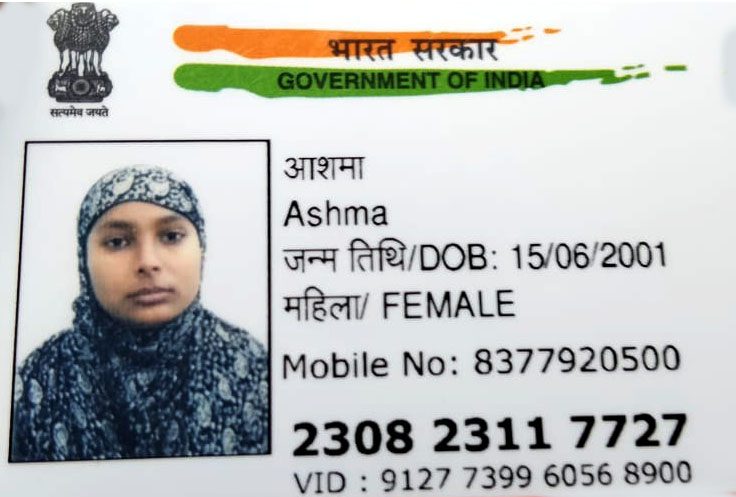 भारत सरकार
GOVERNMENT OF INDIA
सत्यमेव जयते
आशमा
Ashma
जन्म तिथि/DOB: 15/06/2001
महिला/ FEMALE
Mobile No: 8377920500
2308 2311 7727
VID : 9127 7399 6056 8900